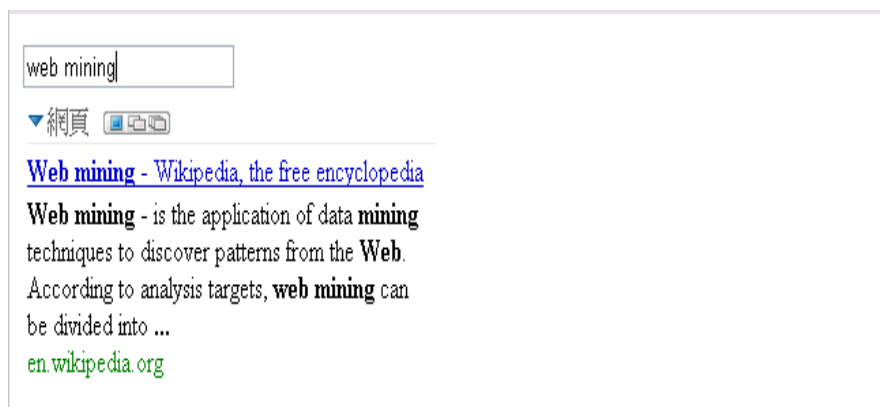 web mining
網頁
Web mining - Wikipedia, the free encyclopedia
Web mining - is the application of data mining
techniques to discover patterns from the Web.
According to analysis targets, web mining can
be divided into ...
en.wikipedia.org